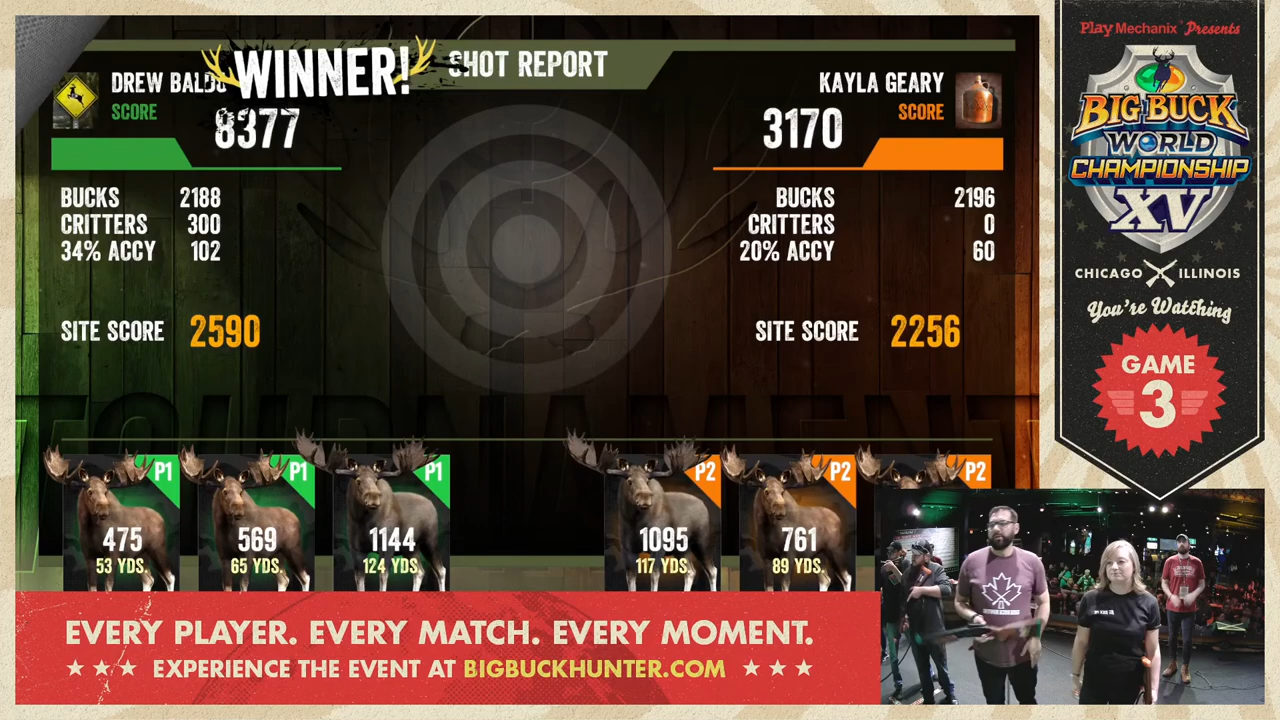 WINNER!
SHOT REPORT
DREW
SCORE
8377
KAYLA GEARY
SCORE
3170
BUCKS 2188
CRITTERS 300
34% ACCY 102
SITE SCORE 2590
BUCKS 2196
CRITTERS 0
20% ACCY 60
SITE SCORE 2256
TOURNAMENT
P1
475
53 YDS.
P1
569
65 YDS.
P1
1144
124 YDS.
P2
1095
117 YDS.
P2
761
89 YDS.
P2
EVERY PLAYER. EVERY MATCH. EVERY MOMENT.
EXPERIENCE THE EVENT AT BIGBUCKHUNTER.COM
Play Mechanix Presents
BIG BUCK
WORLD
CHAMPIONSHIP
XV
CHICAGO ILLINOIS
You're Watching
GAME
3